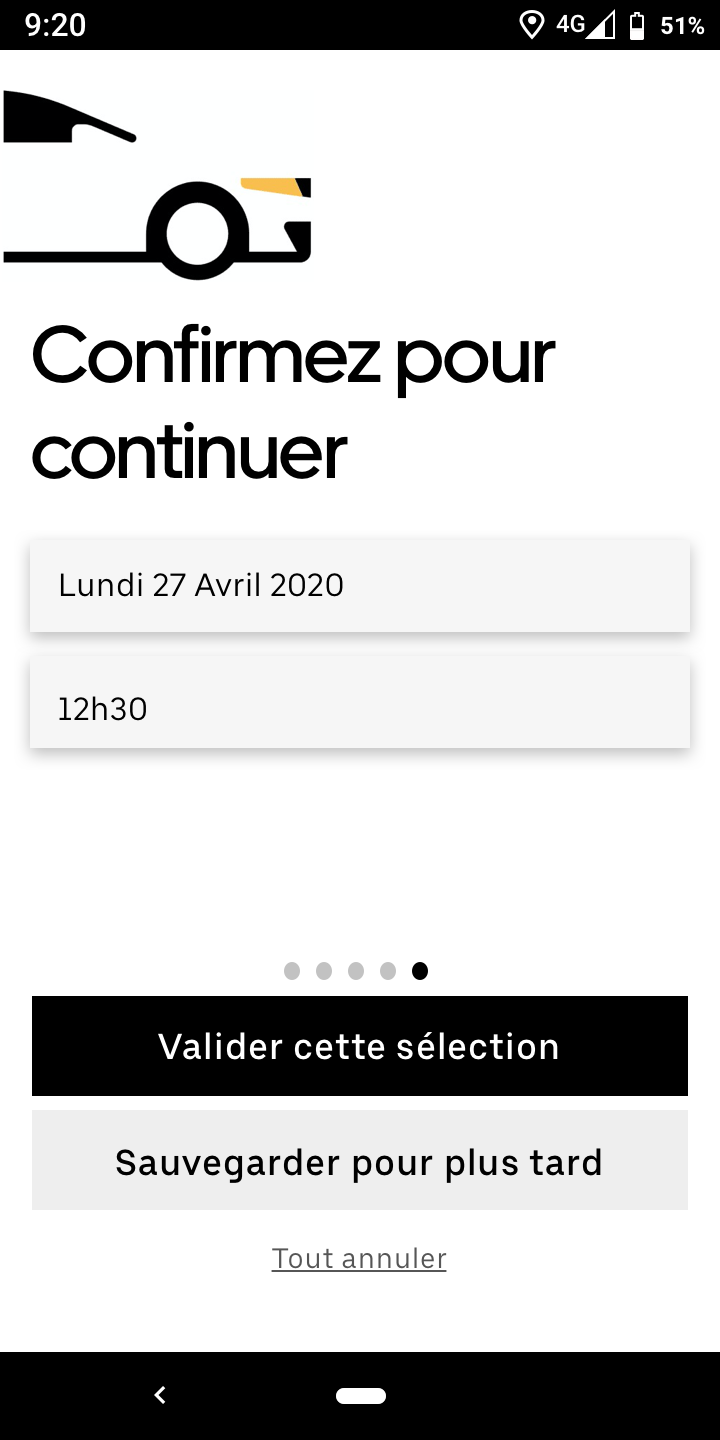 9:20
4G 51%
Confirmez pour
continuer
Lundi 27 Avril 2020
12h30
Valider cette sélection
Sauvegarder pour plus tard
Tout annuler